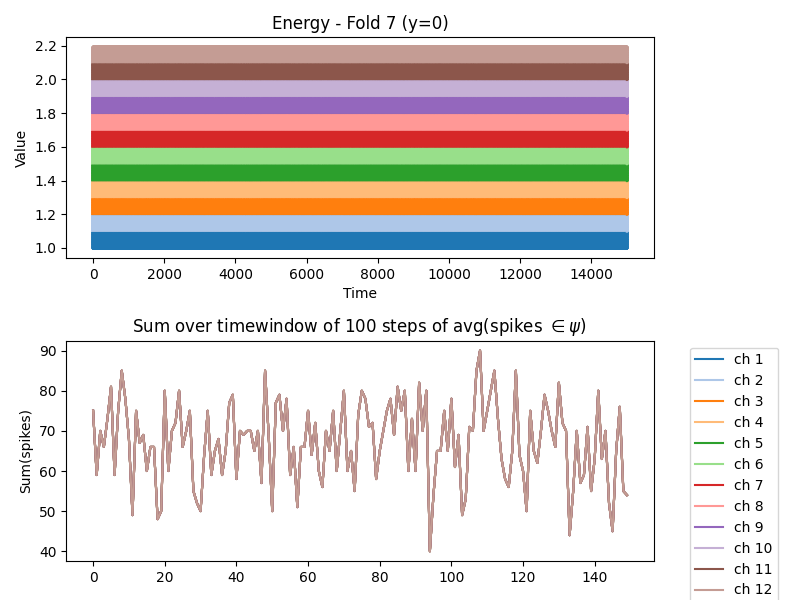 Energy - Fold 7 (y=0)
2.2
2.0
1.8
1.6
1.4
1.2
1.0
Value
0 2000 4000 6000 8000 10000 12000 14000
Time
Sum over timewindow of 100 steps of avg(spikes ∈ ψ)
90
80
70
60
50
40
Sum(spikes)
0 20 40 60 80 100 120 140
ch 1
ch 2
ch 3
ch 4
ch 5
ch 6
ch 7
ch 8
ch 9
ch 10
ch 11
ch 12